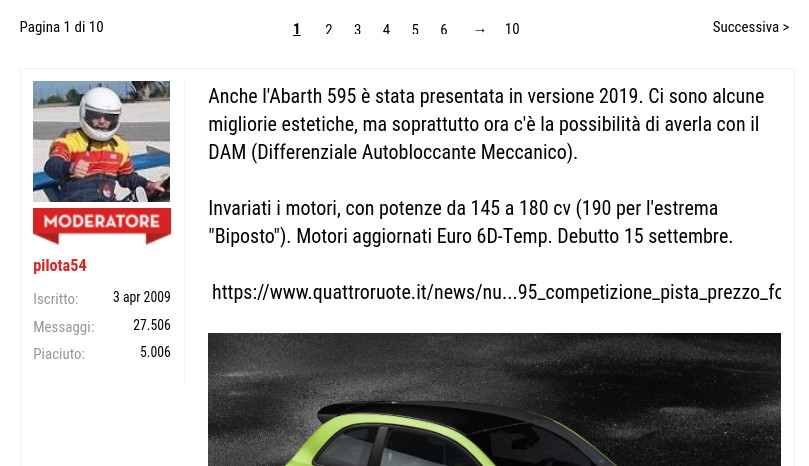 Pagina 1 di 10
1 2 3 4 5 6 → 10
Successiva >
MODERATORE
pilota54
Iscritto: 3 apr 2009
Messaggi: 27.506
Piaciuto: 5.006
Anche l'Abarth 595 è stata presentata in versione 2019. Ci sono alcune
migliorie estetiche, ma soprattutto ora c'è la possibilità di averla con il
DAM (Differenziale Autobloccante Meccanico).
Invariati i motori, con potenze da 145 a 180 cv (190 per l'estrema
"Biposto"). Motori aggiornati Euro 6D-Temp. Debutto 15 settembre.
https://www.quattroruote.it/news/nu...95_competizione_pista_prezzo_fo